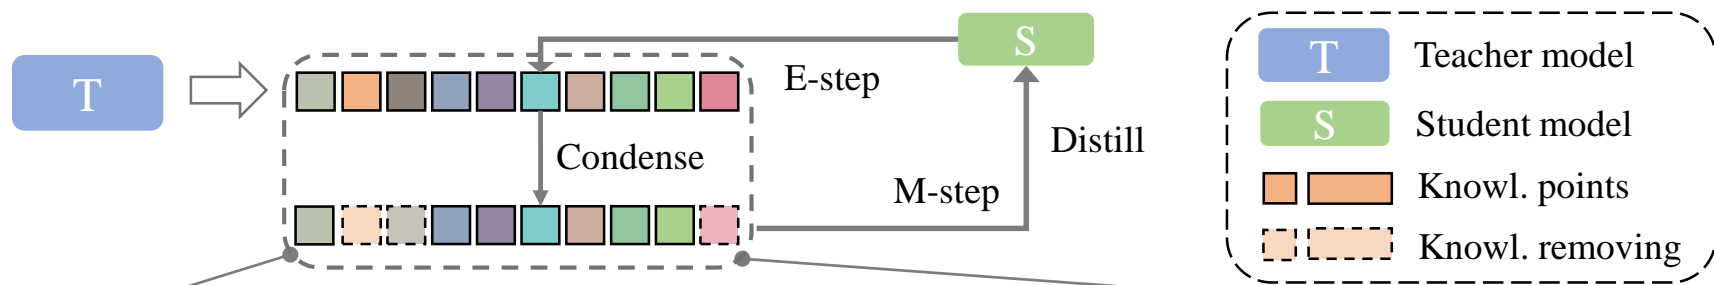 T
S
E-step
Condense
M-step
Distill
T Teacher model
S Student model
Knowl. points
Knowl. removing